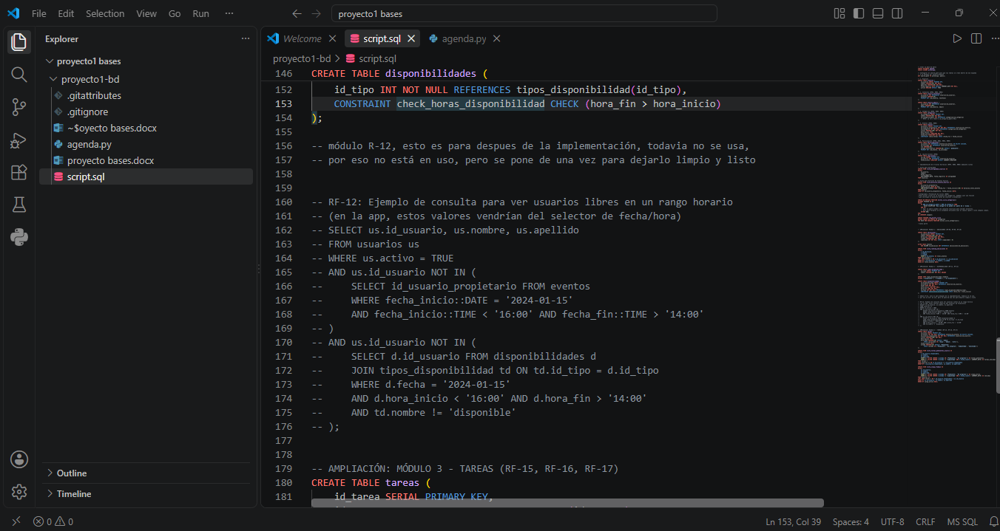 File Edit Selection View Go Run ···
proyecto1 bases
Explorer ···
proyecto1 bases
proyecto1-bd
.gitattributes
.gitignore
~$oyecto bases.docx
agenda.py
proyecto bases.docx
script.sql
Outline
Timeline
Welcome script.sql agenda.py
proyecto1-bd > script.sql
146 CREATE TABLE disponibilidades (
152 id_tipo INT NOT NULL REFERENCES tipos_disponibilidad(id_tipo),
153 CONSTRAINT check_horas_disponibilidad CHECK (hora_fin > hora_inicio)
154 );
155
156 -- módulo R-12, esto es para despues de la implementación, todavia no se usa,
157 -- por eso no está en uso, pero se pone de una vez para dejarlo limpio y listo
158
159
160 -- RF-12: Ejemplo de consulta para ver usuarios libres en un rango horario
161 -- (en la app, estos valores vendrían del selector de fecha/hora)
162 -- SELECT us.id_usuario, us.nombre, us.apellido
163 -- FROM usuarios us
164 -- WHERE us.activo = TRUE
165 -- AND us.id_usuario NOT IN (
166 -- SELECT id_usuario_propietario FROM eventos
167 -- WHERE fecha_inicio::DATE = '2024-01-15'
168 -- AND fecha_inicio::TIME < '16:00' AND fecha_fin::TIME > '14:00'
169 -- )
170 -- AND us.id_usuario NOT IN (
171 -- SELECT d.id_usuario FROM disponibilidades d
172 -- JOIN tipos_disponibilidad td ON td.id_tipo = d.id_tipo
173 -- WHERE d.fecha = '2024-01-15'
174 -- AND d.hora_inicio < '16:00' AND d.hora_fin > '14:00'
175 -- AND td.nombre != 'disponible'
176 -- );
177
178
179 -- AMPLIACIÓN: MÓDULO 3 - TAREAS (RF-15, RF-16, RF-17)
180 CREATE TABLE tareas (
181 id_tarea SERIAL PRIMARY KEY,
0 0
Ln 153, Col 39 Spaces: 4 UTF-8 CRLF MS SQL